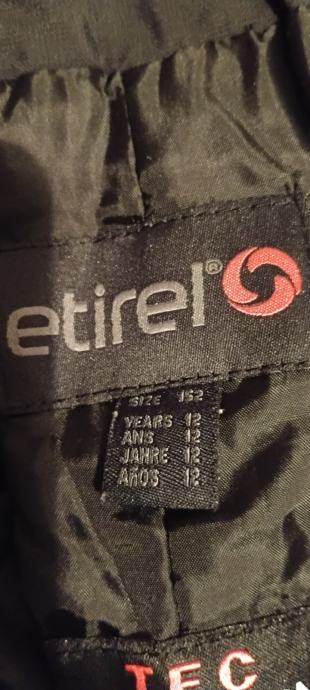 etirel®
SIZE 152
YEARS 12
ANS 12
JAHRE 12
AÑOS 12
TEC